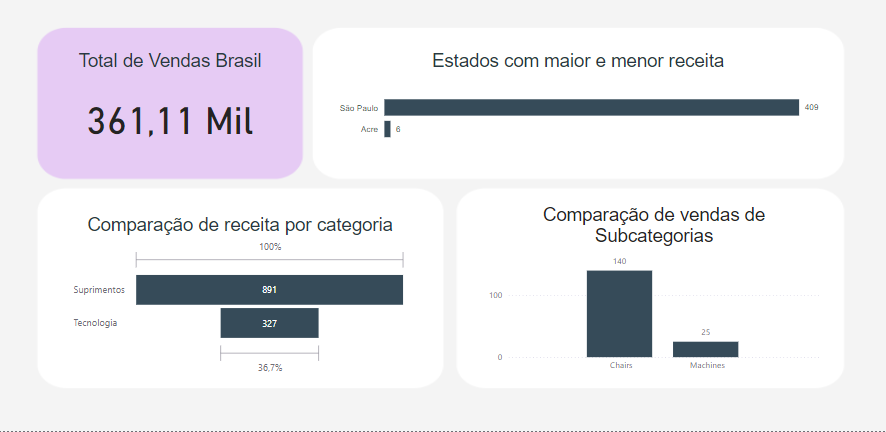 Total de Vendas Brasil
361,11 Mil
Estados com maior e menor receita
São Paulo
409
Acre
6
Comparação de receita por categoria
100%
Suprimentos
891
Tecnologia
327
36,7%
Comparação de vendas de
Subcategorias
140
100
25
0
Chairs
Machines